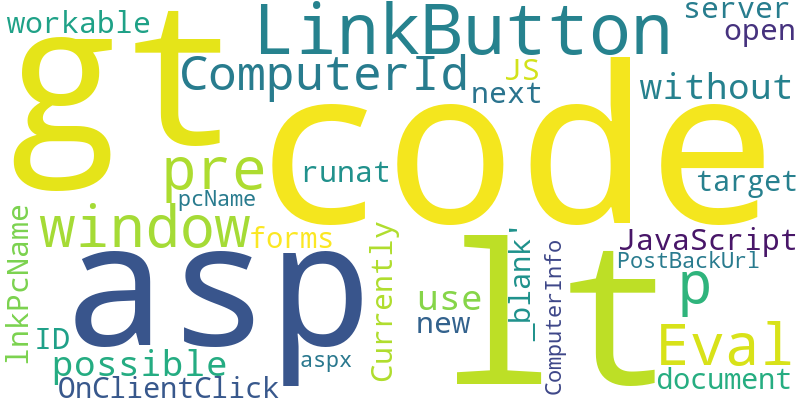 workable
gt
LinkButton
server
open
ComputerId
JS
next
without
code
pre
runat
target
pcName
window
forms
lnkPcName
asp
Currently
lt
_blank'
ComputerInfo
JavaScript
PostBackUrl
p
use
new
ID
possible
aspx
Eval
OnClientClick
document